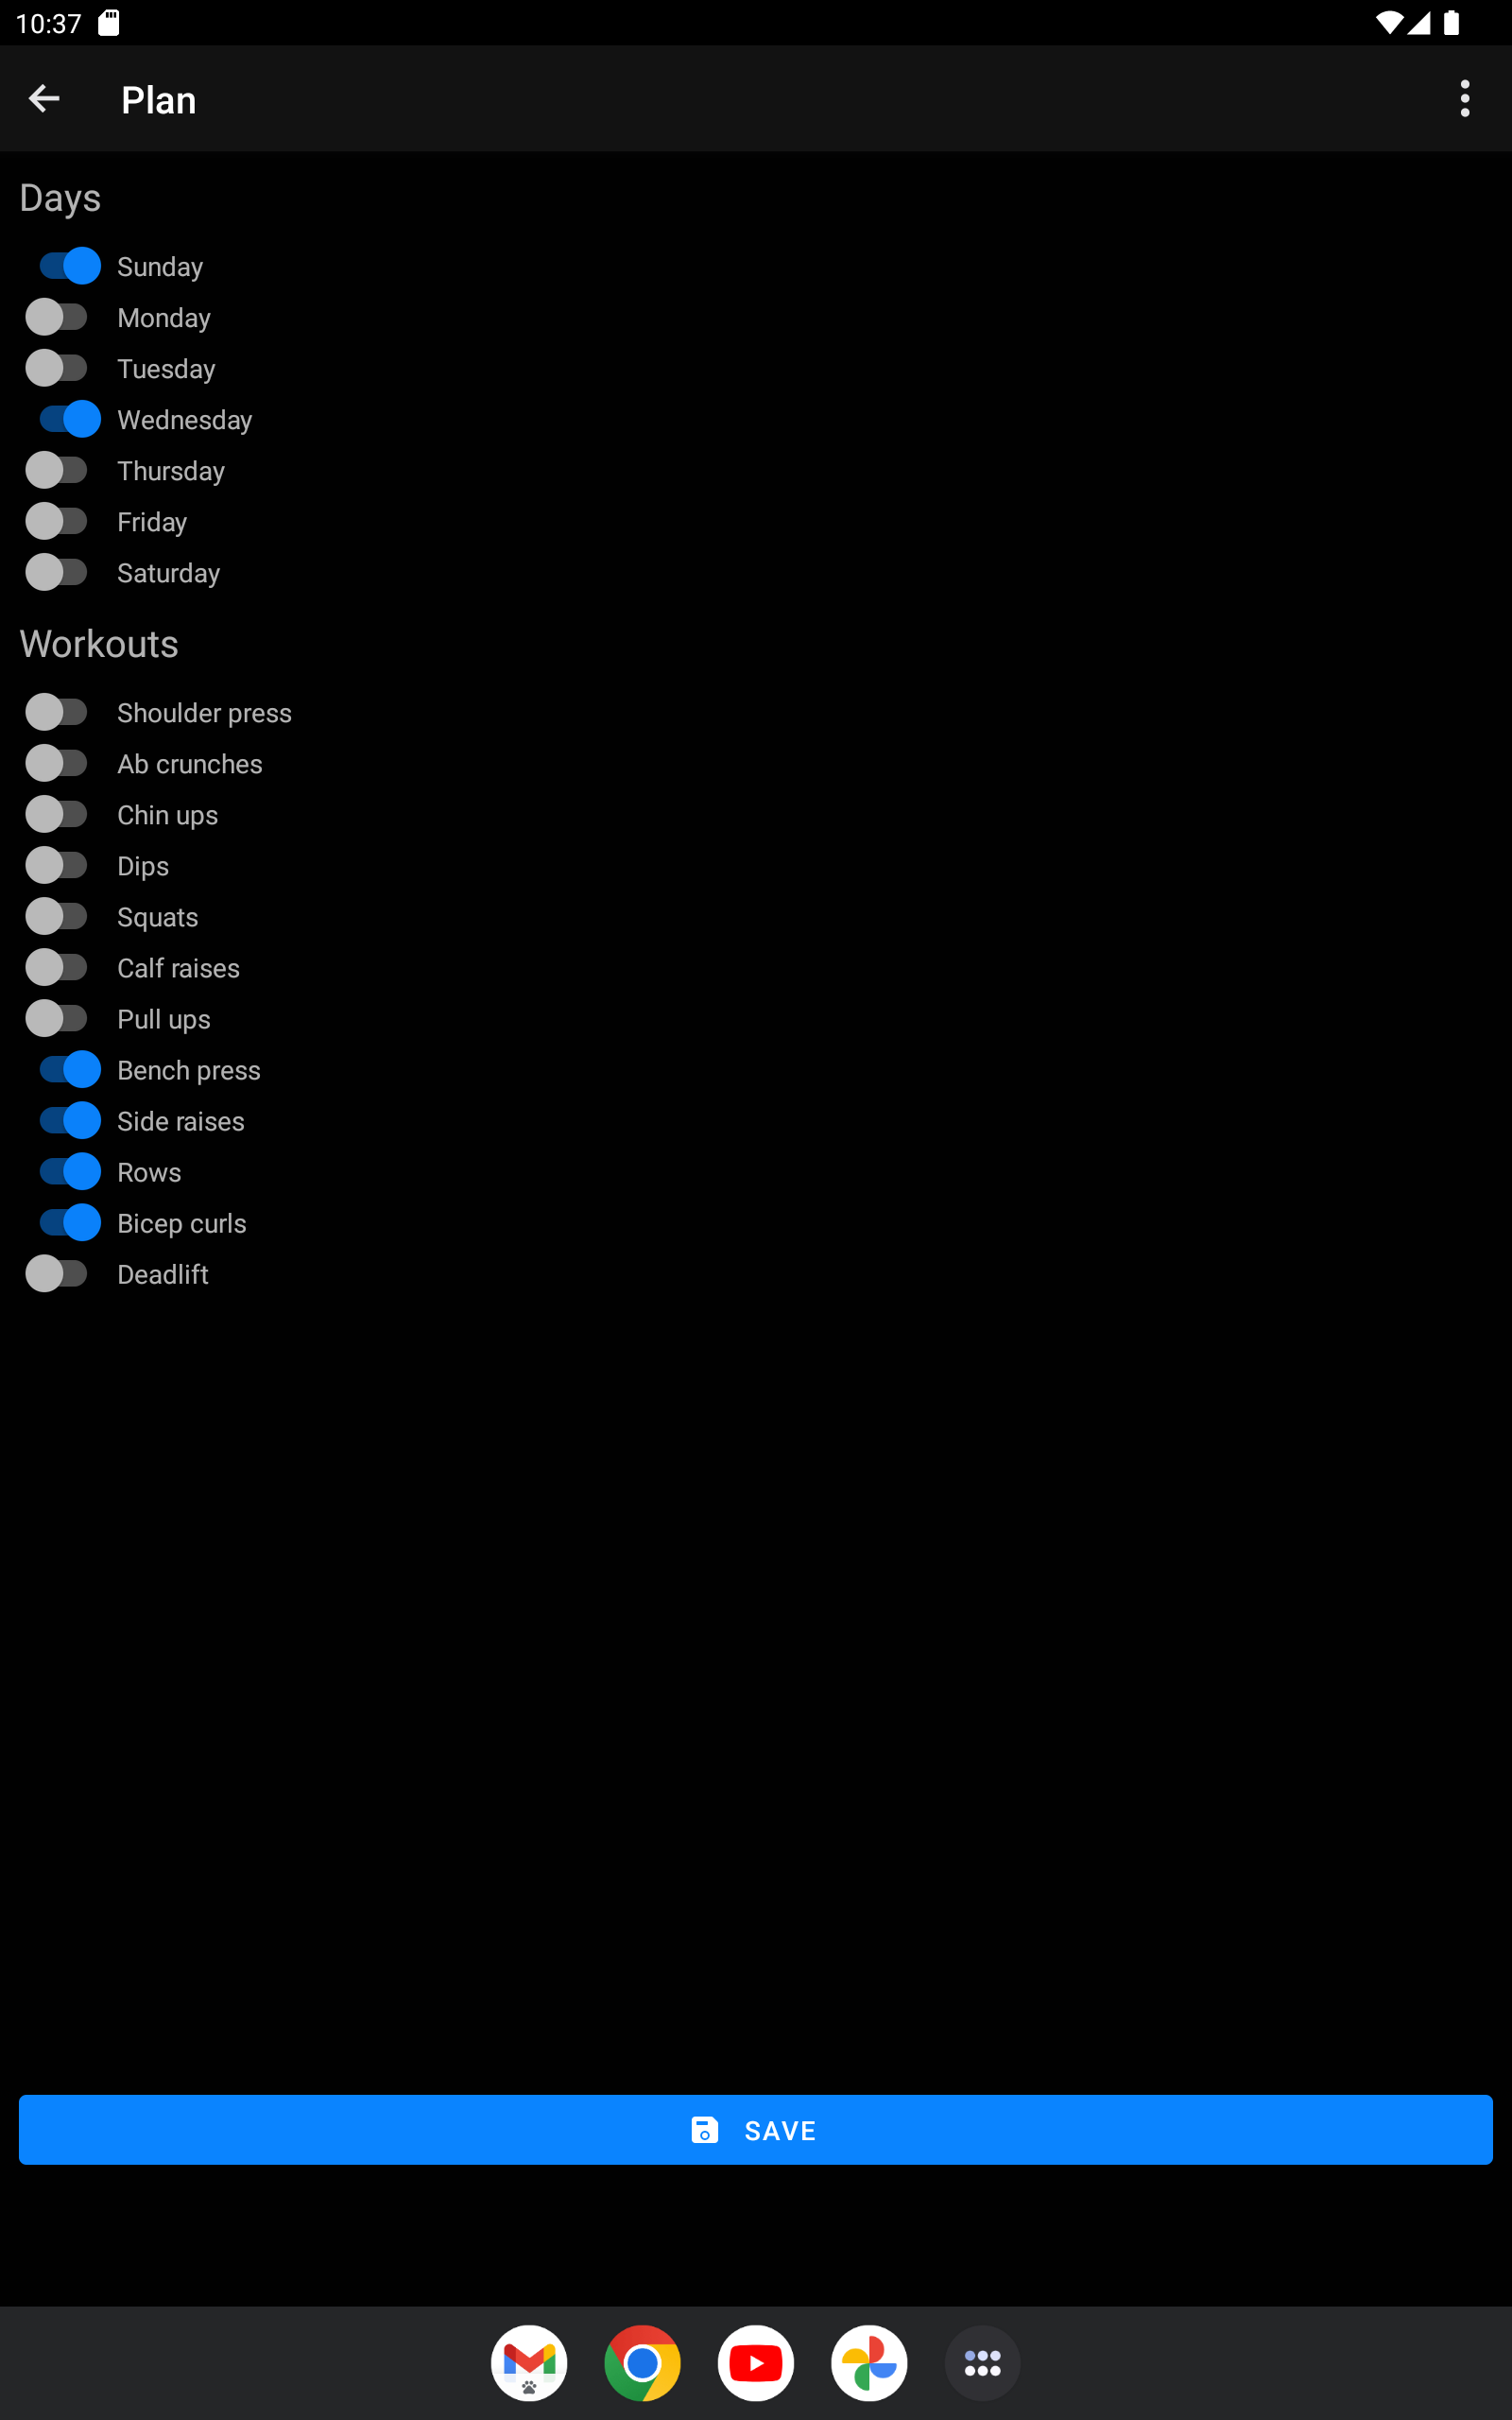 10:37
Plan
Days
Sunday
Monday
Tuesday
Wednesday
Thursday
Friday
Saturday
Workouts
Shoulder press
Ab crunches
Chin ups
Dips
Squats
Calf raises
Pull ups
Bench press
Side raises
Rows
Bicep curls
Deadlift
SAVE